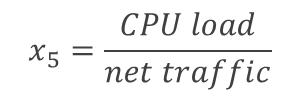 x₅ = CPU load / net traffic